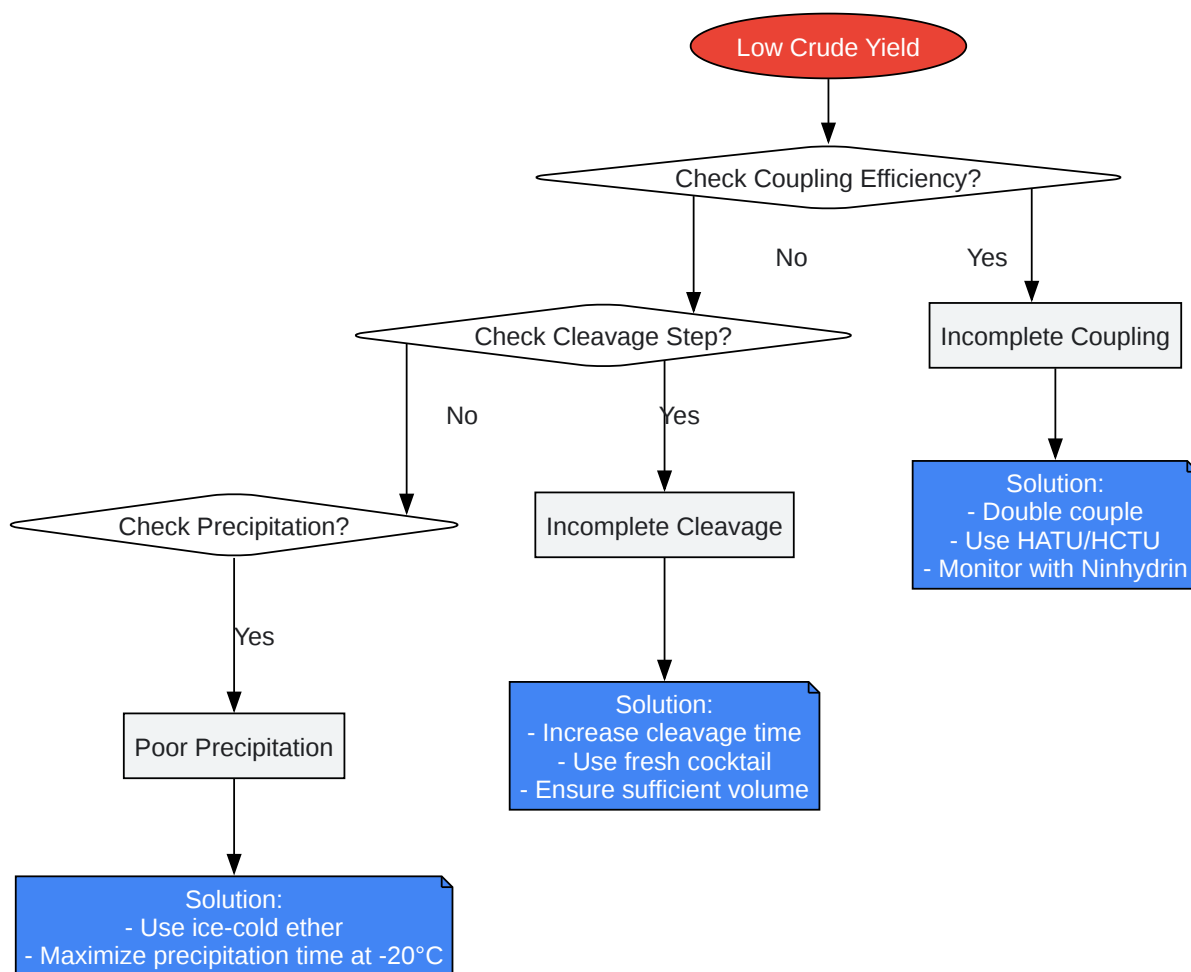 Low Crude Yield
Check Coupling Efficiency?
No
Yes
Check Cleavage Step?
Incomplete Coupling
No
Yes
Solution:
- Double couple
- Use HATU/HCTU
- Monitor with Ninhydrin
Check Precipitation?
Incomplete Cleavage
Yes
Solution:
- Increase cleavage time
- Use fresh cocktail
- Ensure sufficient volume
Poor Precipitation
Solution:
- Use ice-cold ether
- Maximize precipitation time at -20°C